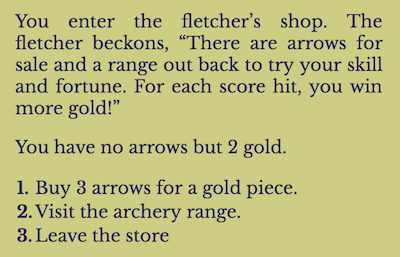 You enter the fletcher’s shop. The
fletcher beckons, “There are arrows for
sale and a range out back to try your skill
and fortune. For each score hit, you win
more gold!”
You have no arrows but 2 gold.
1. Buy 3 arrows for a gold piece.
2. Visit the archery range.
3. Leave the store